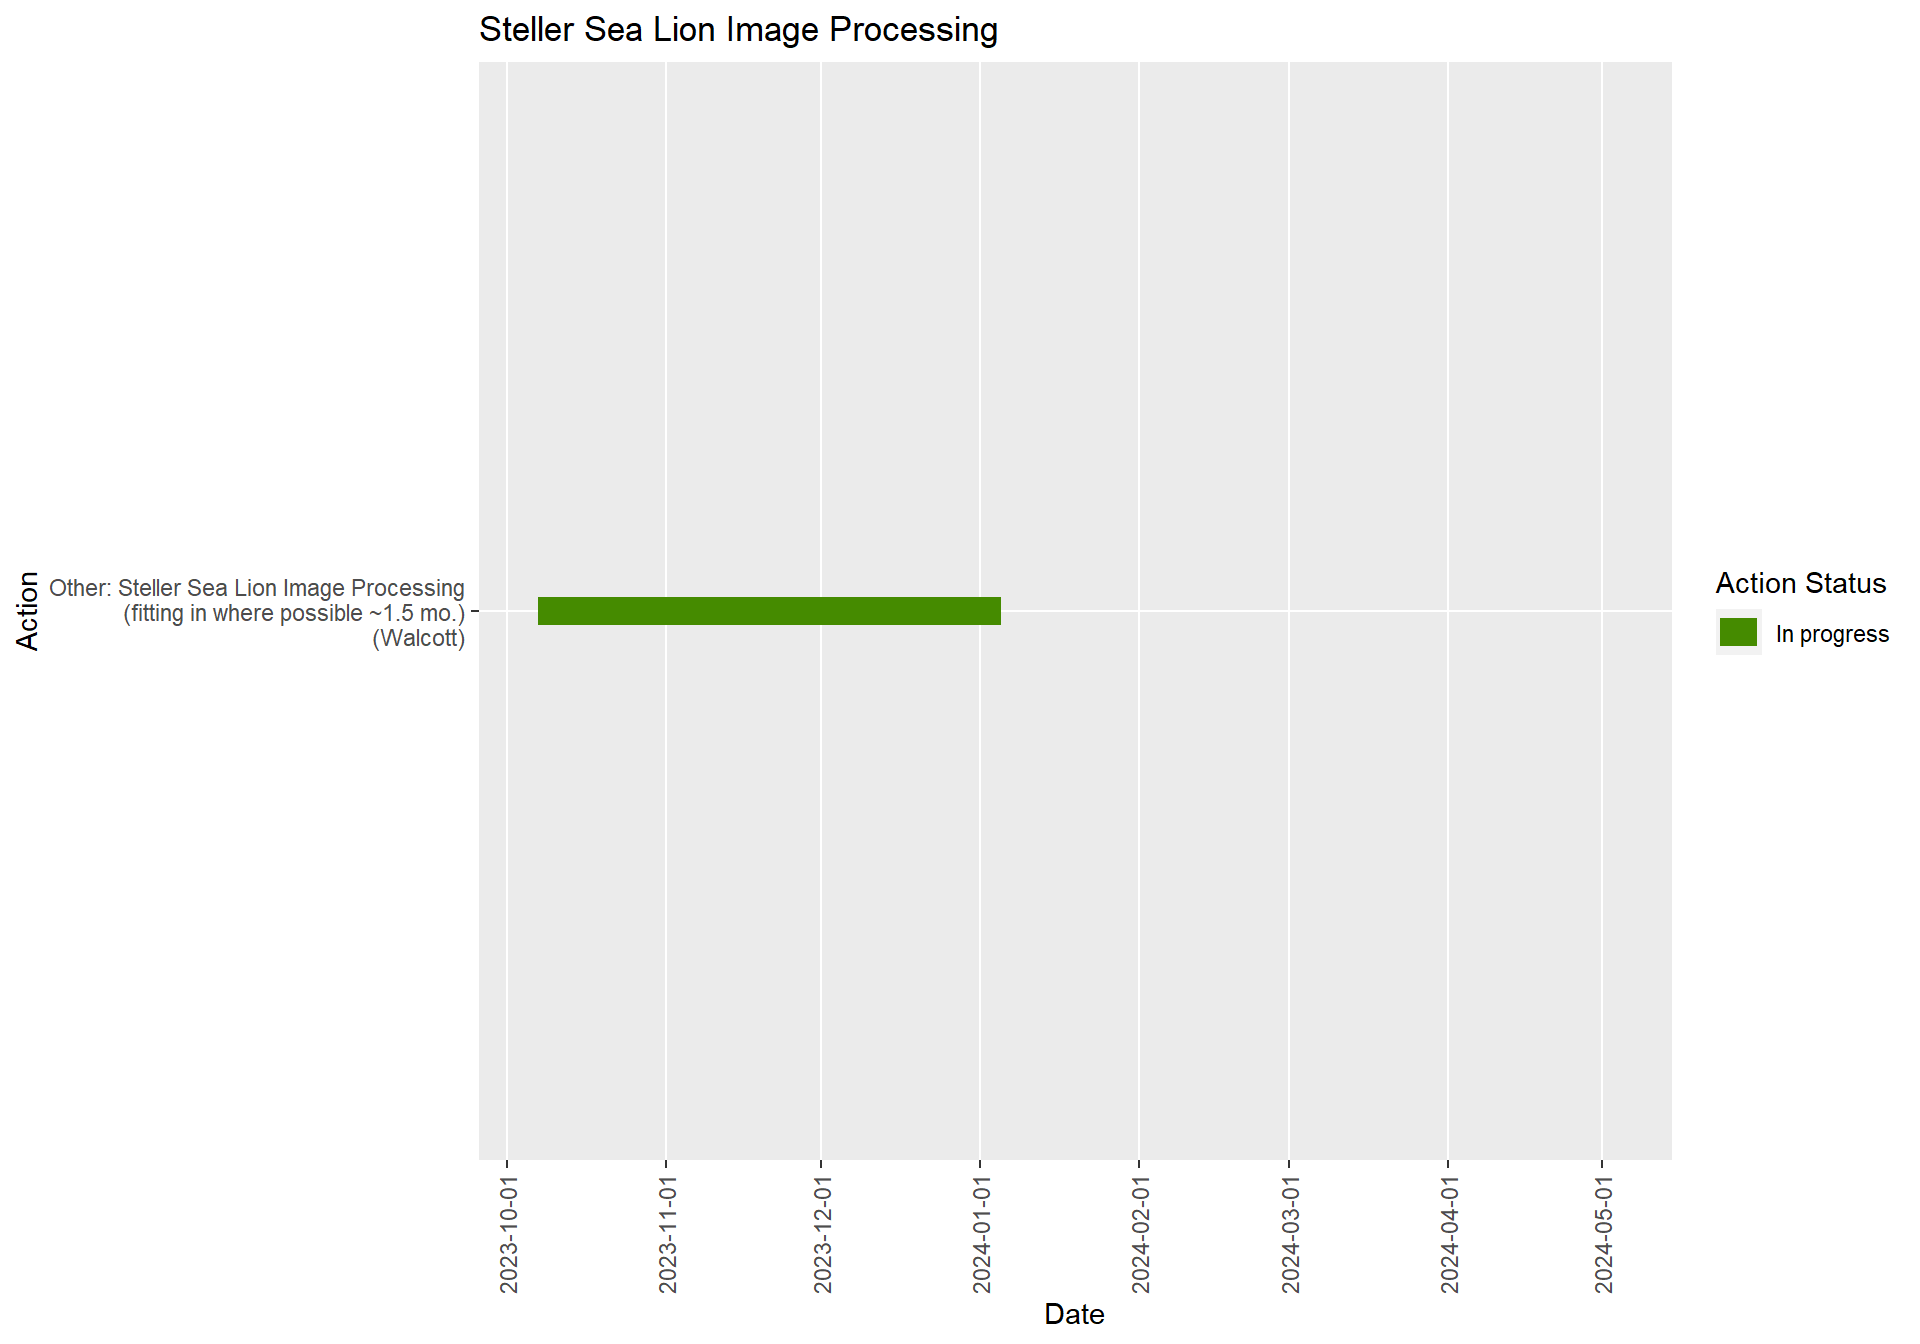 Steller Sea Lion Image Processing
Action
Other: Steller Sea Lion Image Processing
(fitting in where possible ~1.5 mo.)
(Walcott)
Action Status
In progress
2023-10-01
2023-11-01
2023-12-01
2024-01-01
2024-02-01
2024-03-01
2024-04-01
2024-05-01
Date